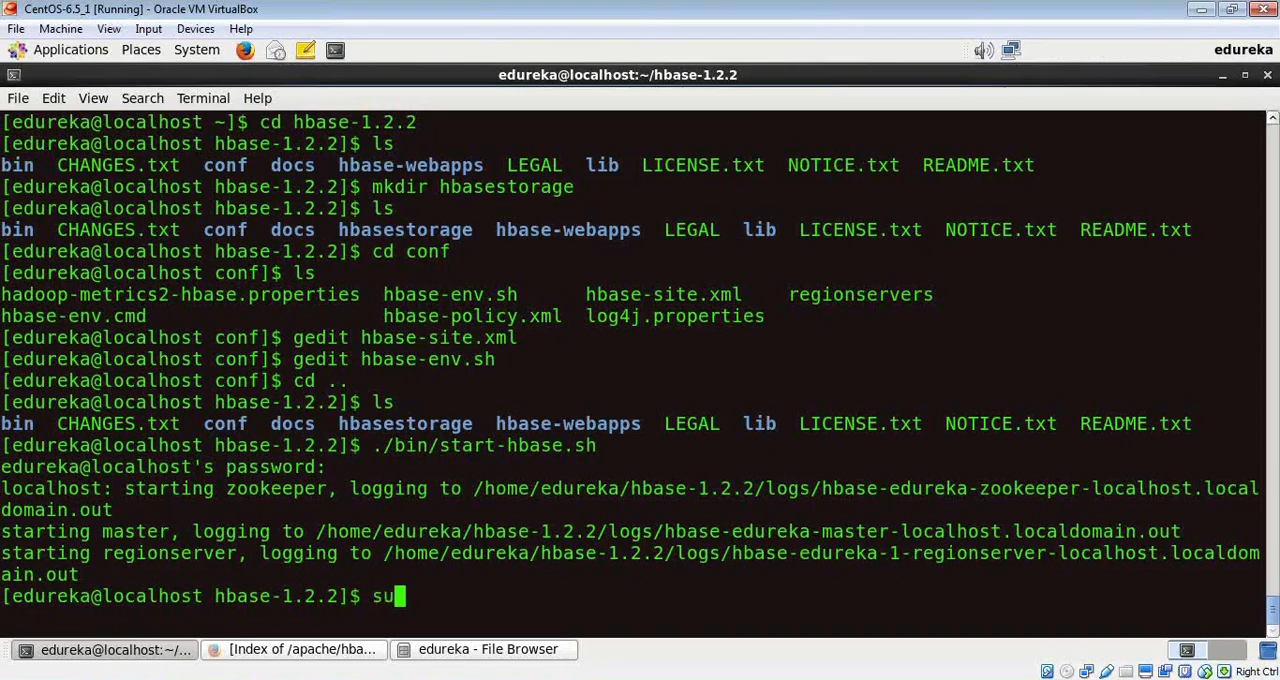 CentOS-6.5_1 [Running] - Oracle VM VirtualBox
File Machine View Input Devices Help
Applications Places System edureka
edureka@localhost:~/hbase-1.2.2
File Edit View Search Terminal Help
[edureka@localhost ~]$ cd hbase-1.2.2
[edureka@localhost hbase-1.2.2]$ ls
bin CHANGES.txt conf docs hbase-webapps LEGAL lib LICENSE.txt NOTICE.txt README.txt
[edureka@localhost hbase-1.2.2]$ mkdir hbasestorage
[edureka@localhost hbase-1.2.2]$ ls
bin CHANGES.txt conf docs hbasestorage hbase-webapps LEGAL lib LICENSE.txt NOTICE.txt README.txt
[edureka@localhost hbase-1.2.2]$ cd conf
[edureka@localhost conf]$ ls
hadoop-metrics2-hbase.properties hbase-env.sh hbase-site.xml regionservers
hbase-env.cmd hbase-policy.xml log4j.properties
[edureka@localhost conf]$ gedit hbase-site.xml
[edureka@localhost conf]$ gedit hbase-env.sh
[edureka@localhost conf]$ cd ..
[edureka@localhost hbase-1.2.2]$ ls
bin CHANGES.txt conf docs hbasestorage hbase-webapps LEGAL lib LICENSE.txt NOTICE.txt README.txt
[edureka@localhost hbase-1.2.2]$ ./bin/start-hbase.sh
edureka@localhost's password:
localhost: starting zookeeper, logging to /home/edureka/hbase-1.2.2/logs/hbase-edureka-zookeeper-localhost.local
domain.out
starting master, logging to /home/edureka/hbase-1.2.2/logs/hbase-edureka-master-localhost.localdomain.out
starting regionserver, logging to /home/edureka/hbase-1.2.2/logs/hbase-edureka-1-regionserver-localhost.localdom
ain.out
[edureka@localhost hbase-1.2.2]$ su
edureka@localhost:~/... [Index of /apache/hba... edureka - File Browser
Right Ctrl